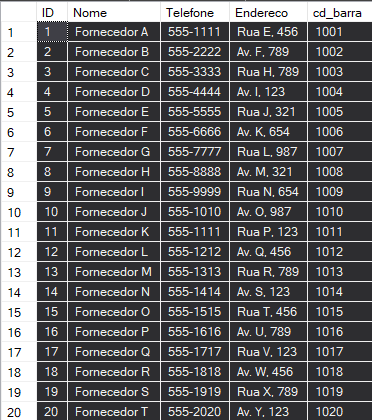 ID Nome Telefone Endereco cd_barra
1 1 Fornecedor A 555-1111 Rua E, 456 1001
2 2 Fornecedor B 555-2222 Av. F, 789 1002
3 3 Fornecedor C 555-3333 Rua H, 789 1003
4 4 Fornecedor D 555-4444 Av. I, 123 1004
5 5 Fornecedor E 555-5555 Rua J, 321 1005
6 6 Fornecedor F 555-6666 Av. K, 654 1006
7 7 Fornecedor G 555-7777 Rua L, 987 1007
8 8 Fornecedor H 555-8888 Av. M, 321 1008
9 9 Fornecedor I 555-9999 Rua N, 654 1009
10 10 Fornecedor J 555-1010 Av. O, 987 1010
11 11 Fornecedor K 555-1111 Rua P, 123 1011
12 12 Fornecedor L 555-1212 Av. Q, 456 1012
13 13 Fornecedor M 555-1313 Rua R, 789 1013
14 14 Fornecedor N 555-1414 Av. S, 123 1014
15 15 Fornecedor O 555-1515 Rua T, 456 1015
16 16 Fornecedor P 555-1616 Av. U, 789 1016
17 17 Fornecedor Q 555-1717 Rua V, 123 1017
18 18 Fornecedor R 555-1818 Av. W, 456 1018
19 19 Fornecedor S 555-1919 Rua X, 789 1019
20 20 Fornecedor T 555-2020 Av. Y, 123 1020